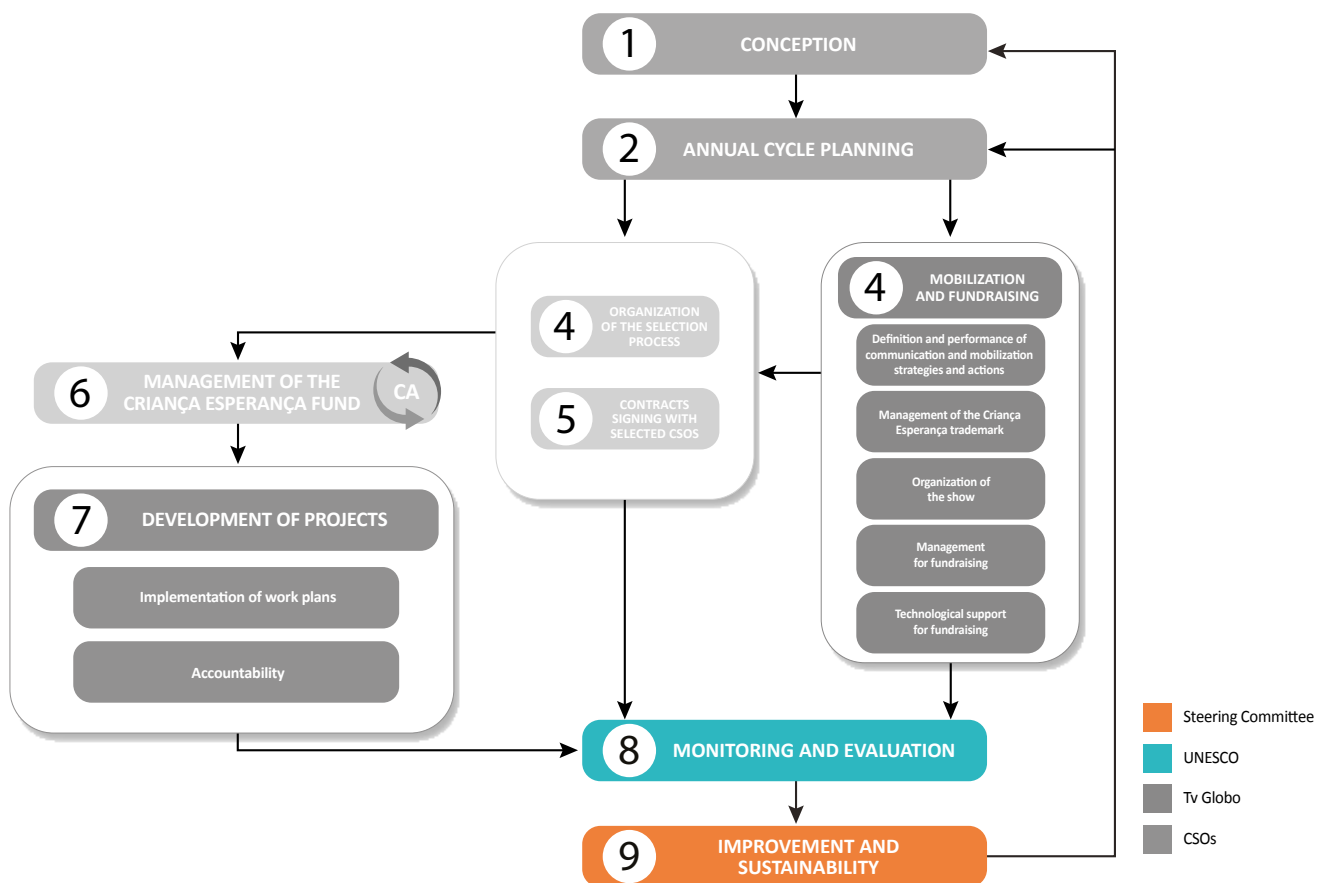 1
CONCEPTION
2
ANNUAL CYCLE PLANNING
4
ORGANIZATION
OF THE SELECTION
PROCESS
5
CONTRACTS
SIGNING WITH
SELECTED CSOS
4
MOBILIZATION
AND FUNDRAISING
Definition and performance of
communication and mobilization
strategies and actions
Management of the Criança
Esperança trademark
Organization of
the show
Management
for fundraising
Technological support
for fundraising
6
MANAGEMENT OF THE
CRIANÇA ESPERANÇA FUND
CA
7
DEVELOPMENT OF PROJECTS
Implementation of work plans
Accountability
8
MONITORING AND EVALUATION
9
IMPROVEMENT AND
SUSTAINABILITY
Steering Committee
UNESCO
Tv Globo
CSOs